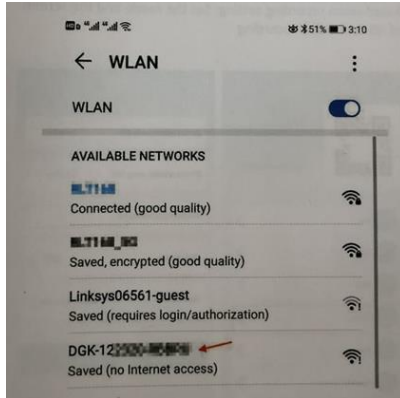 51% 3:10
WLAN
WLAN
AVAILABLE NETWORKS
Connected (good quality)
Saved, encrypted (good quality)
Linksys06561-guest
Saved (requires login/authorization)
DGK-12
Saved (no Internet access)